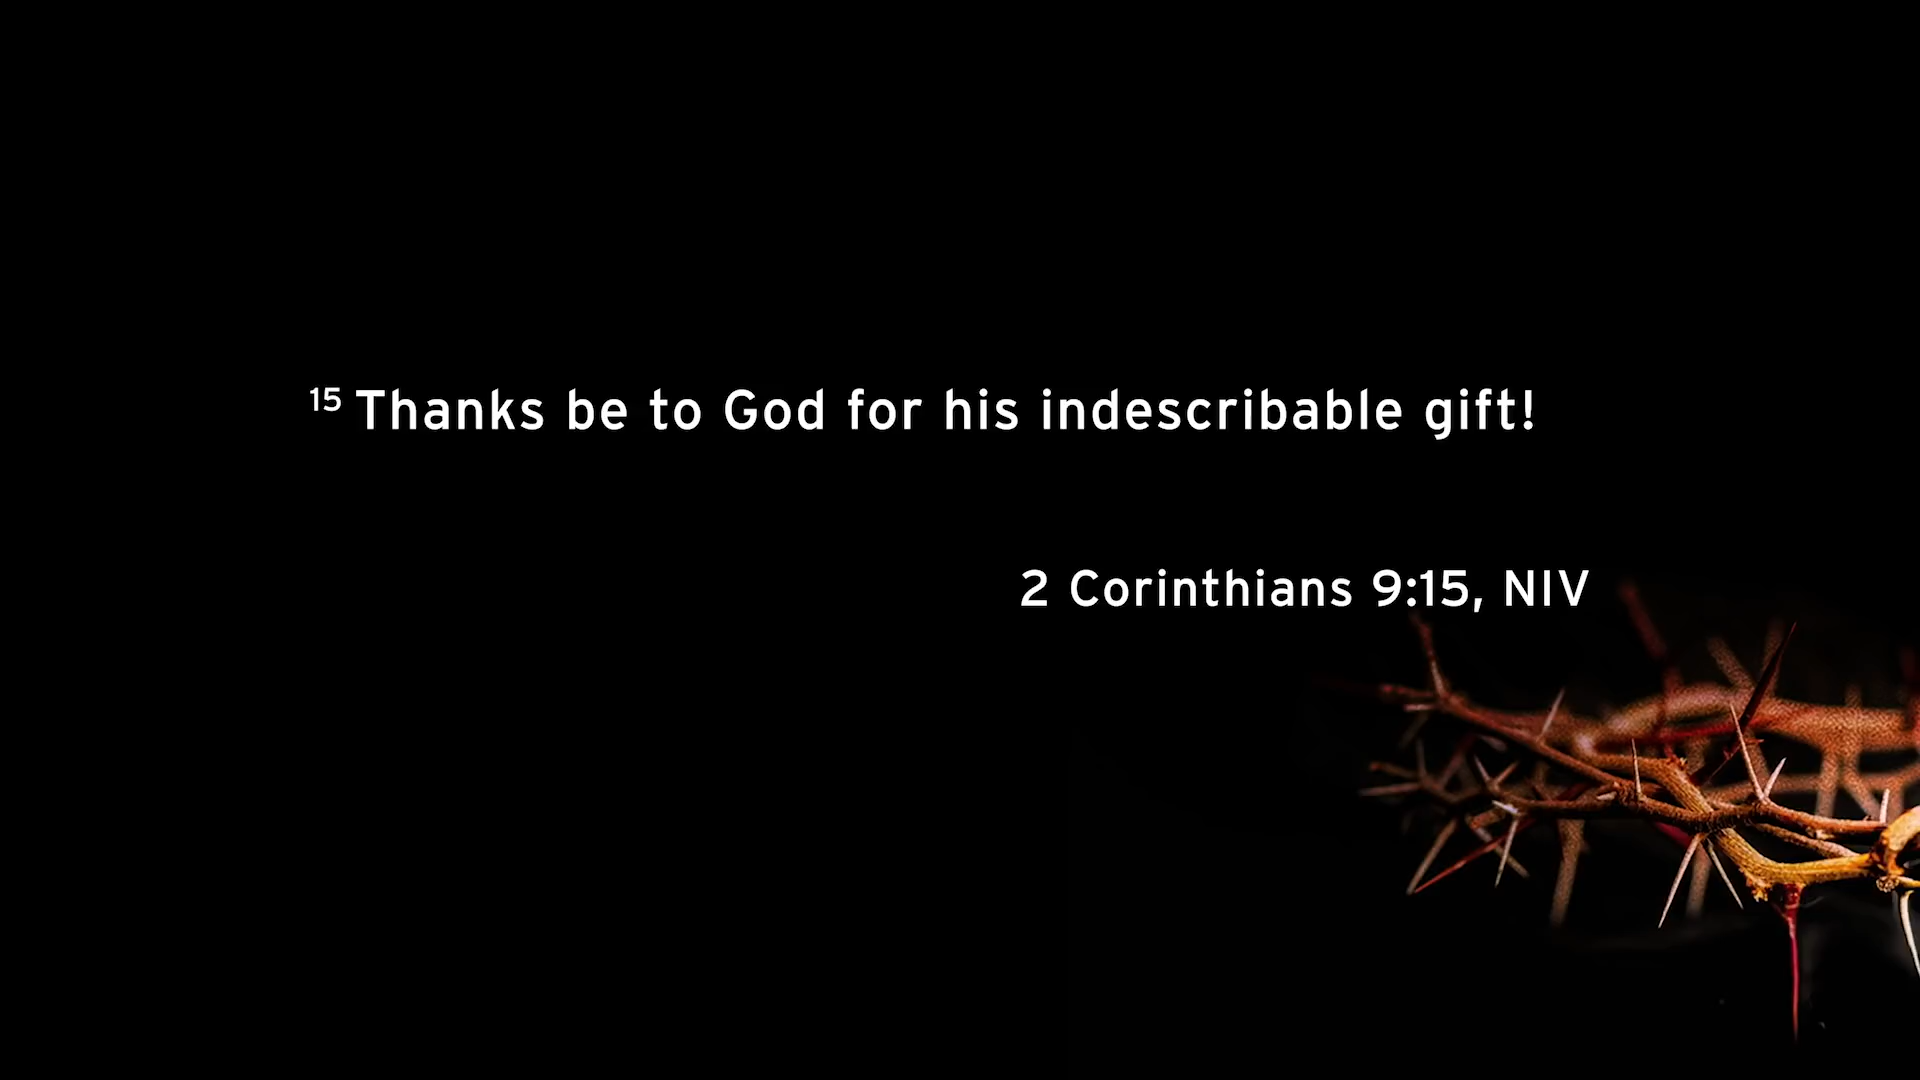 15 Thanks be to God for his indescribable gift!
2 Corinthians 9:15, NIV